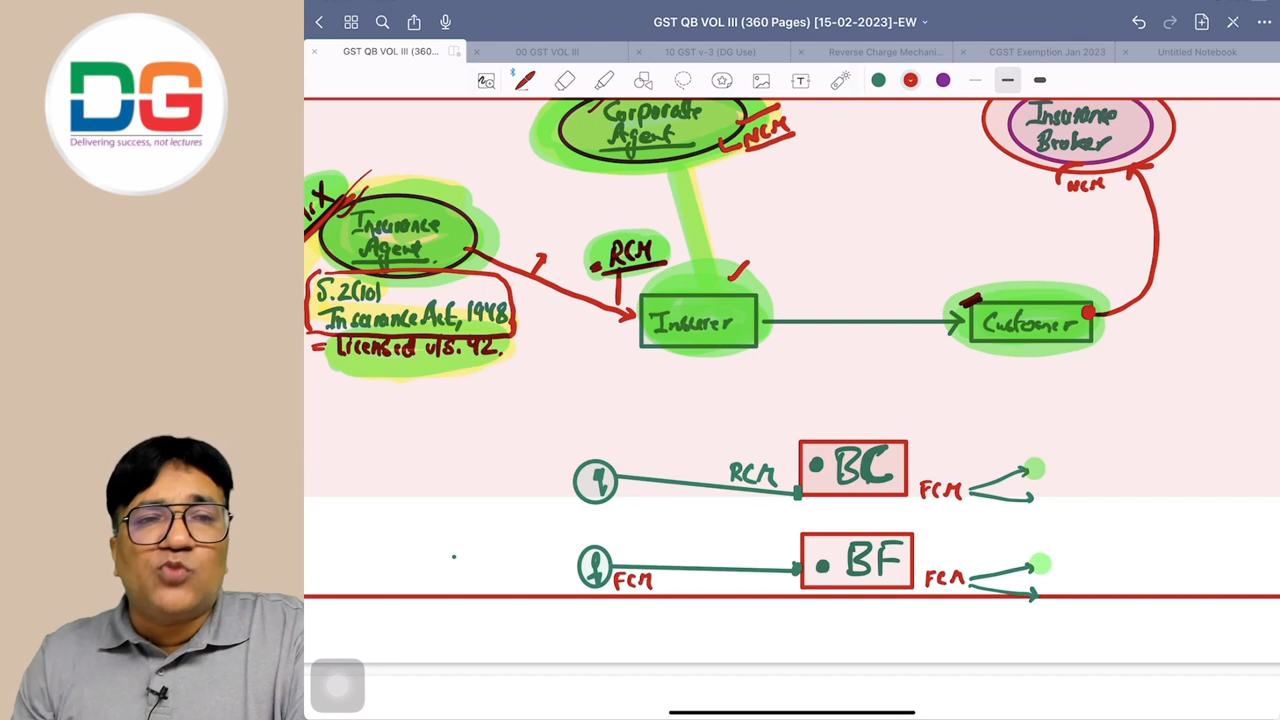 GST QB VOL III (360 Pages) [15-02-2023]-EW
GST QB VOL III (360...
00 GST VOL III
10 GST v-3 (DG Use)
Reverse Charge Mechani...
CGST Exemption Jan 2023
Untitled Notebook
DG
Delivering success, not lectures
Corporate
Agent
NCM
Insurance
Broker
NCM
Insurance
Agent.
= RCM
S.2(10)
Insurance Act, 1948
= Licensed u/s. 42.
Insurer
Customer
RCM
• BC
FCM
FCM
• BF
FCM